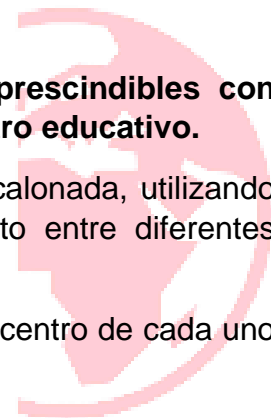 prescindibles con
ro educativo.
calonada, utilizando
to entre diferentes
centro de cada uno